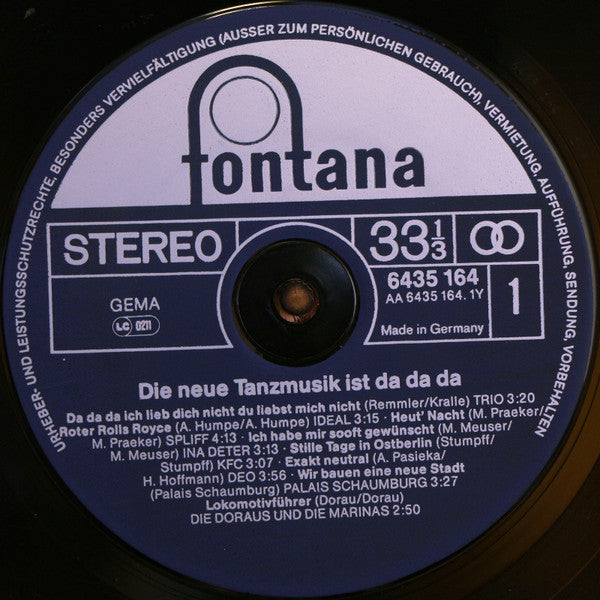 URHEBER UND LEISTUNGSSCHUTZRECHTE, BESONDERS VERVIELFÄLTIGUNG (AUSSER ZUM PERSÖNLICHEN GEBRAUCH), VERMIETUNG, AUFFÜHRUNG, SENDUNG, VORBEHALTEN
fontana
STEREO
33 1/3
GEMA
LC 0211
6435 164
AA 6435 164. 1Y
Made in Germany
1
Die neue Tanzmusik ist da da da
Da da da ich lieb dich nicht du liebst mich nicht (Remmler/Kralle) TRIO 3:20
Roter Rolls Royce (A. Humpe/A. Humpe) IDEAL 3:15 · Heut' Nacht (M. Praeker/
M. Praeker) SPLIFF 4:13 · Ich habe mir sooft gewünscht (M. Meuser/
M. Meuser) INA DETER 3:13 · Stille Tage in Ostberlin (Stumpff/
Stumpff) KFC 3:07 · Exakt neutral (A. Pasieka/
H. Hoffmann) DEO 3:56 · Wir bauen eine neue Stadt
(Palais Schaumburg) PALAIS SCHAUMBURG 3:27
Lokomotivführer (Dorau/Dorau)
DIE DORAUS UND DIE MARINAS 2:50